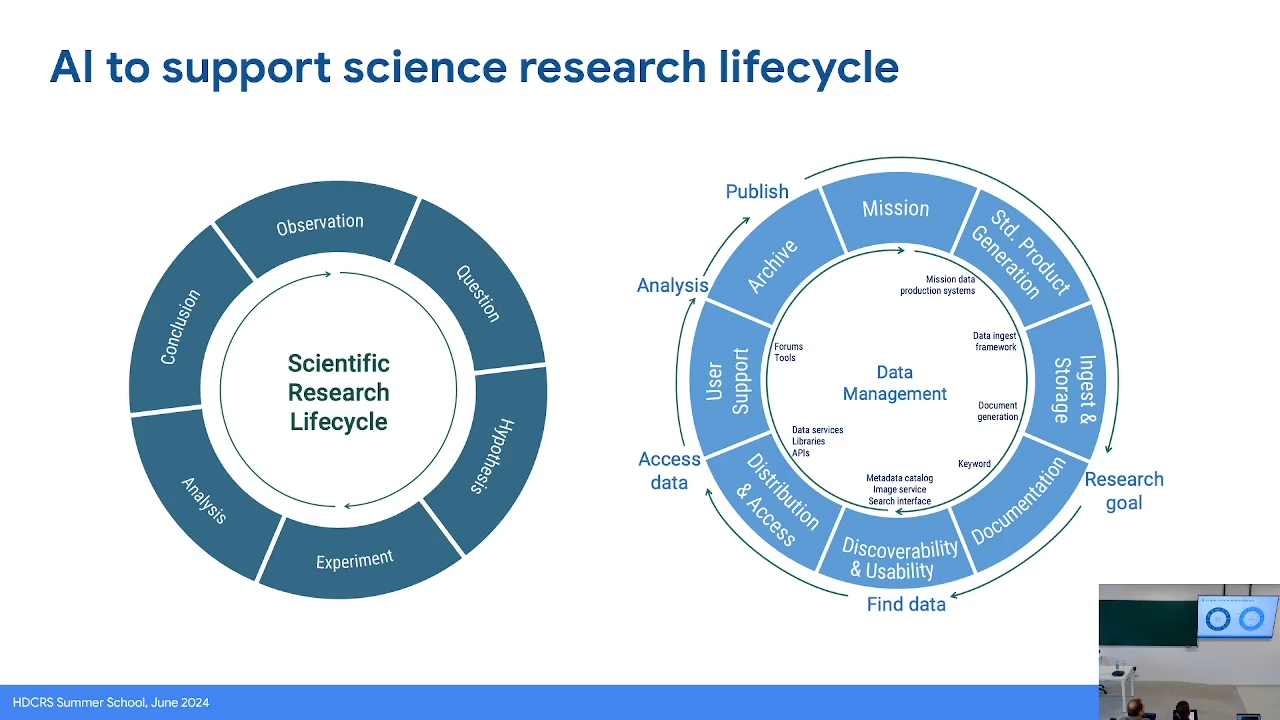 AI to support science research lifecycle
Observation
Question
Hypothesis
Experiment
Analysis
Conclusion
Scientific
Research
Lifecycle
Mission
Std. Product
Generation
Ingest &
Storage
Documentation
Discoverability
& Usability
Distribution
& Access
User
Support
Archive
Publish
Analysis
Access
data
Find data
Research
goal
Data
Management
Mission data
production systems
Data ingest
framework
Document
generation
Keyword
Metadata catalog
Image service
Search interface
Data services
Libraries
APIs
Forums
Tools
HDCRS Summer School, June 2024